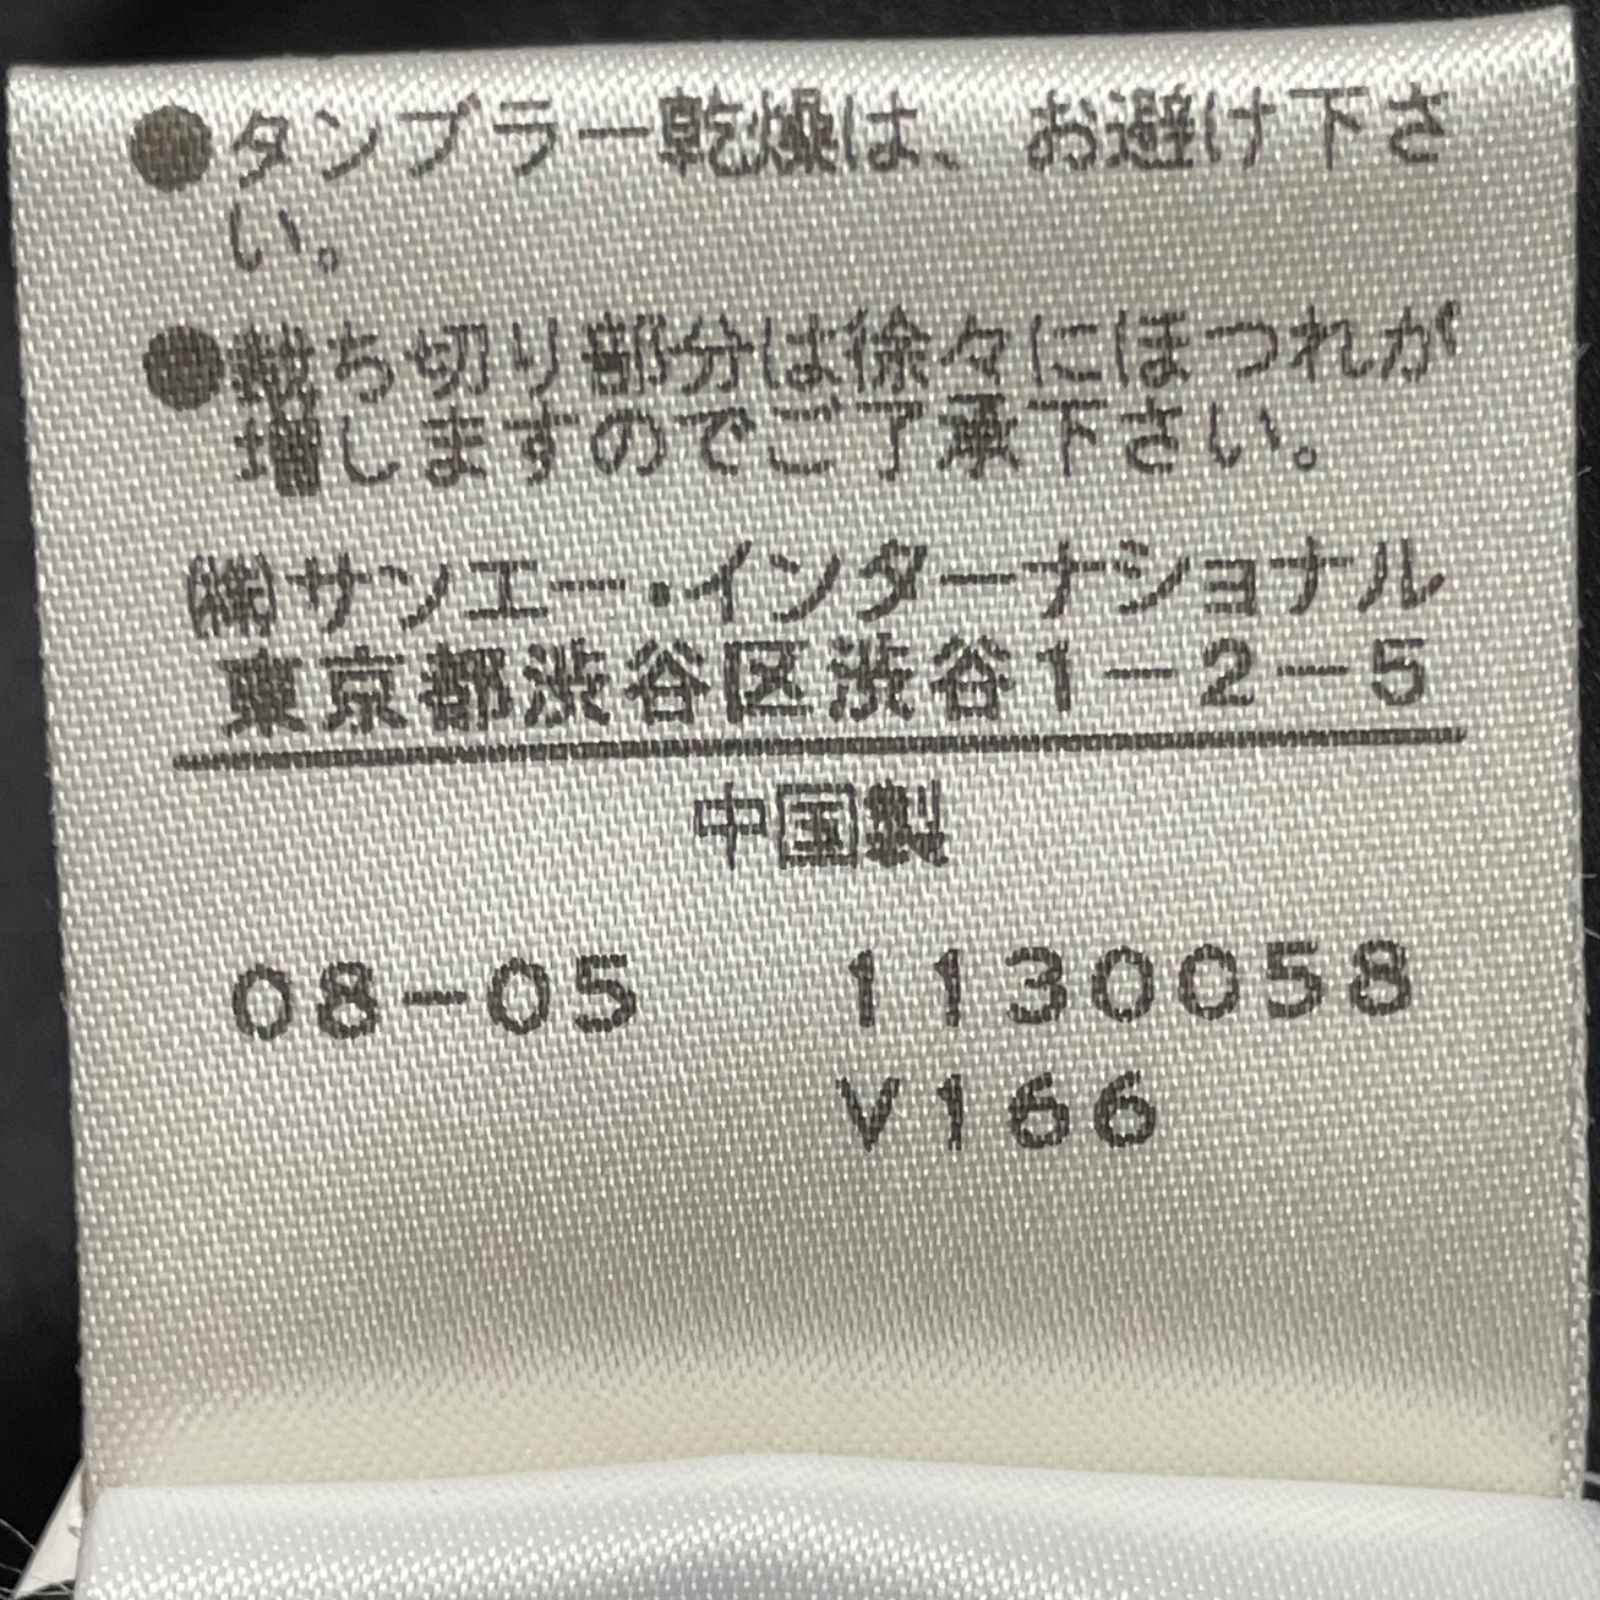 ●タンブラー乾燥は、お避け下さ
い。
●裁ち切り部分は徐々にほつれが
増しますのでご了承下さい。
㈱サンエー・インターナショナル
東京都渋谷区渋谷1-2-5
中国製
08-05 1130058
V166